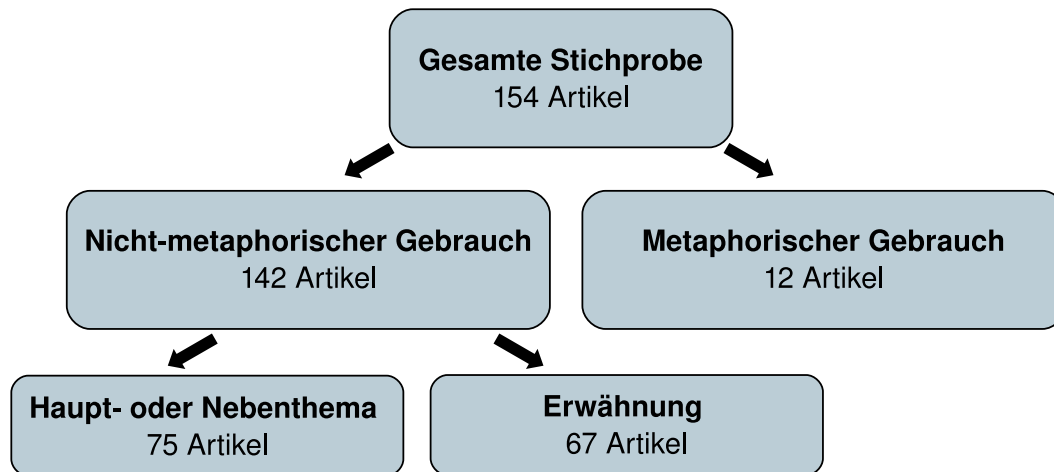 Gesamte Stichprobe
154 Artikel
Nicht-metaphorischer Gebrauch
142 Artikel
Metaphorischer Gebrauch
12 Artikel
Haupt- oder Nebenthema
75 Artikel
Erwähnung
67 Artikel